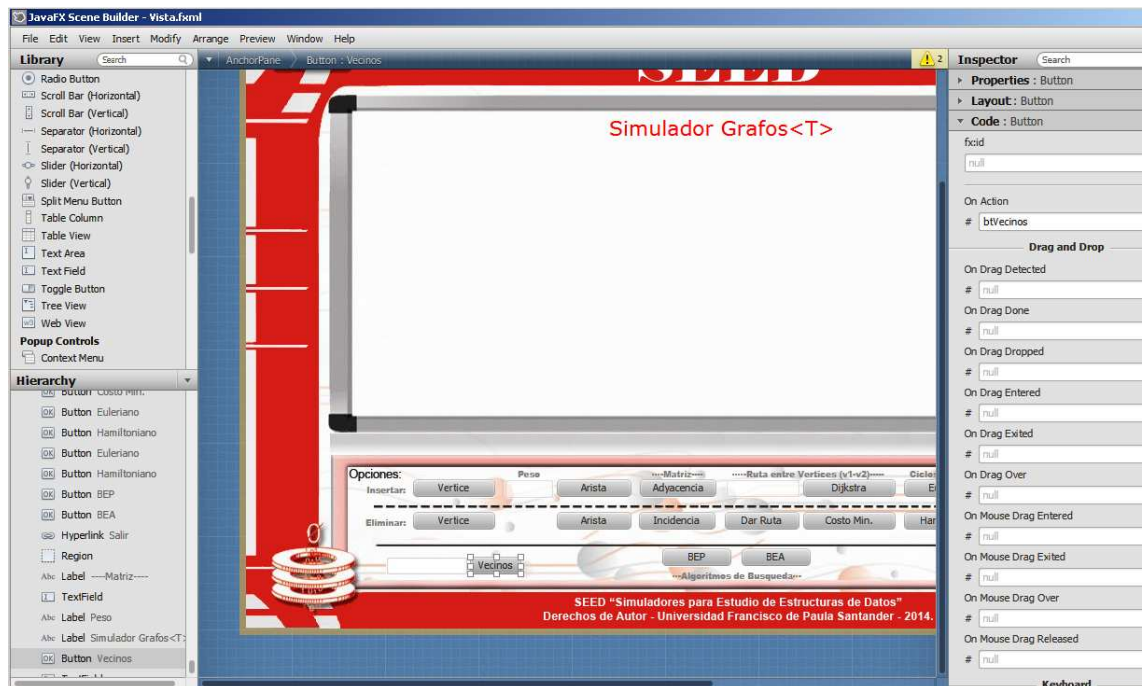 JavaFX Scene Builder - Vista.fxml
File Edit View Insert Modify Arrange Preview Window Help
Library
Search
Radio Button
Scroll Bar (Horizontal)
Scroll Bar (Vertical)
Separator (Horizontal)
Separator (Vertical)
Slider (Horizontal)
Slider (Vertical)
Split Menu Button
Table Column
Table View
Text Area
Text Field
Toggle Button
Tree View
Web View
Popup Controls
Context Menu
Hierarchy
Button Costo Min.
Button Euleriano
Button Hamiltoniano
Button Euleriano
Button Hamiltoniano
Button BEP
Button BEA
Hyperlink Salir
Region
Abc Label ----Matriz----
TextField
Abc Label Peso
Abc Label Simulador Grafos<T>
Button Vecinos
AnchorPane Button : Vecinos
2
SEED
Simulador Grafos<T>
Opciones: Peso ----Matriz---- -----Ruta entre Vertices (v1-v2)-----
Insertar: Vertice Arista Adyacencia Dijkstra
Eliminar: Vertice Arista Incidencia Dar Ruta Costo Min.
Vecinos BEP BEA
---Algoritmos de Busqueda---
SEED “Simuladores para Estudio de Estructuras de Datos”
Derechos de Autor - Universidad Francisco de Paula Santander - 2014.
Inspector
Search
Properties : Button
Layout : Button
Code : Button
fx:id
null
On Action
# btVecinos
Drag and Drop
On Drag Detected
# null
On Drag Done
# null
On Drag Dropped
# null
On Drag Entered
# null
On Drag Exited
# null
On Drag Over
# null
On Mouse Drag Entered
# null
On Mouse Drag Exited
# null
On Mouse Drag Over
# null
On Mouse Drag Released
# null
Keyboard